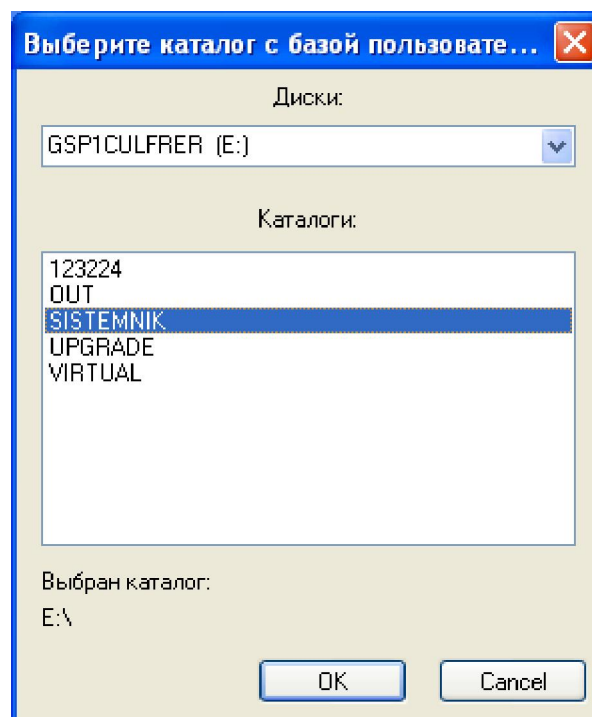 Выберите каталог с базой пользовате...
Диски:
GSP1CULFRER (E:)
Каталоги:
123224
OUT
SISTEMNIK
UPGRADE
VIRTUAL
Выбран каталог:
E:\
OK
Cancel